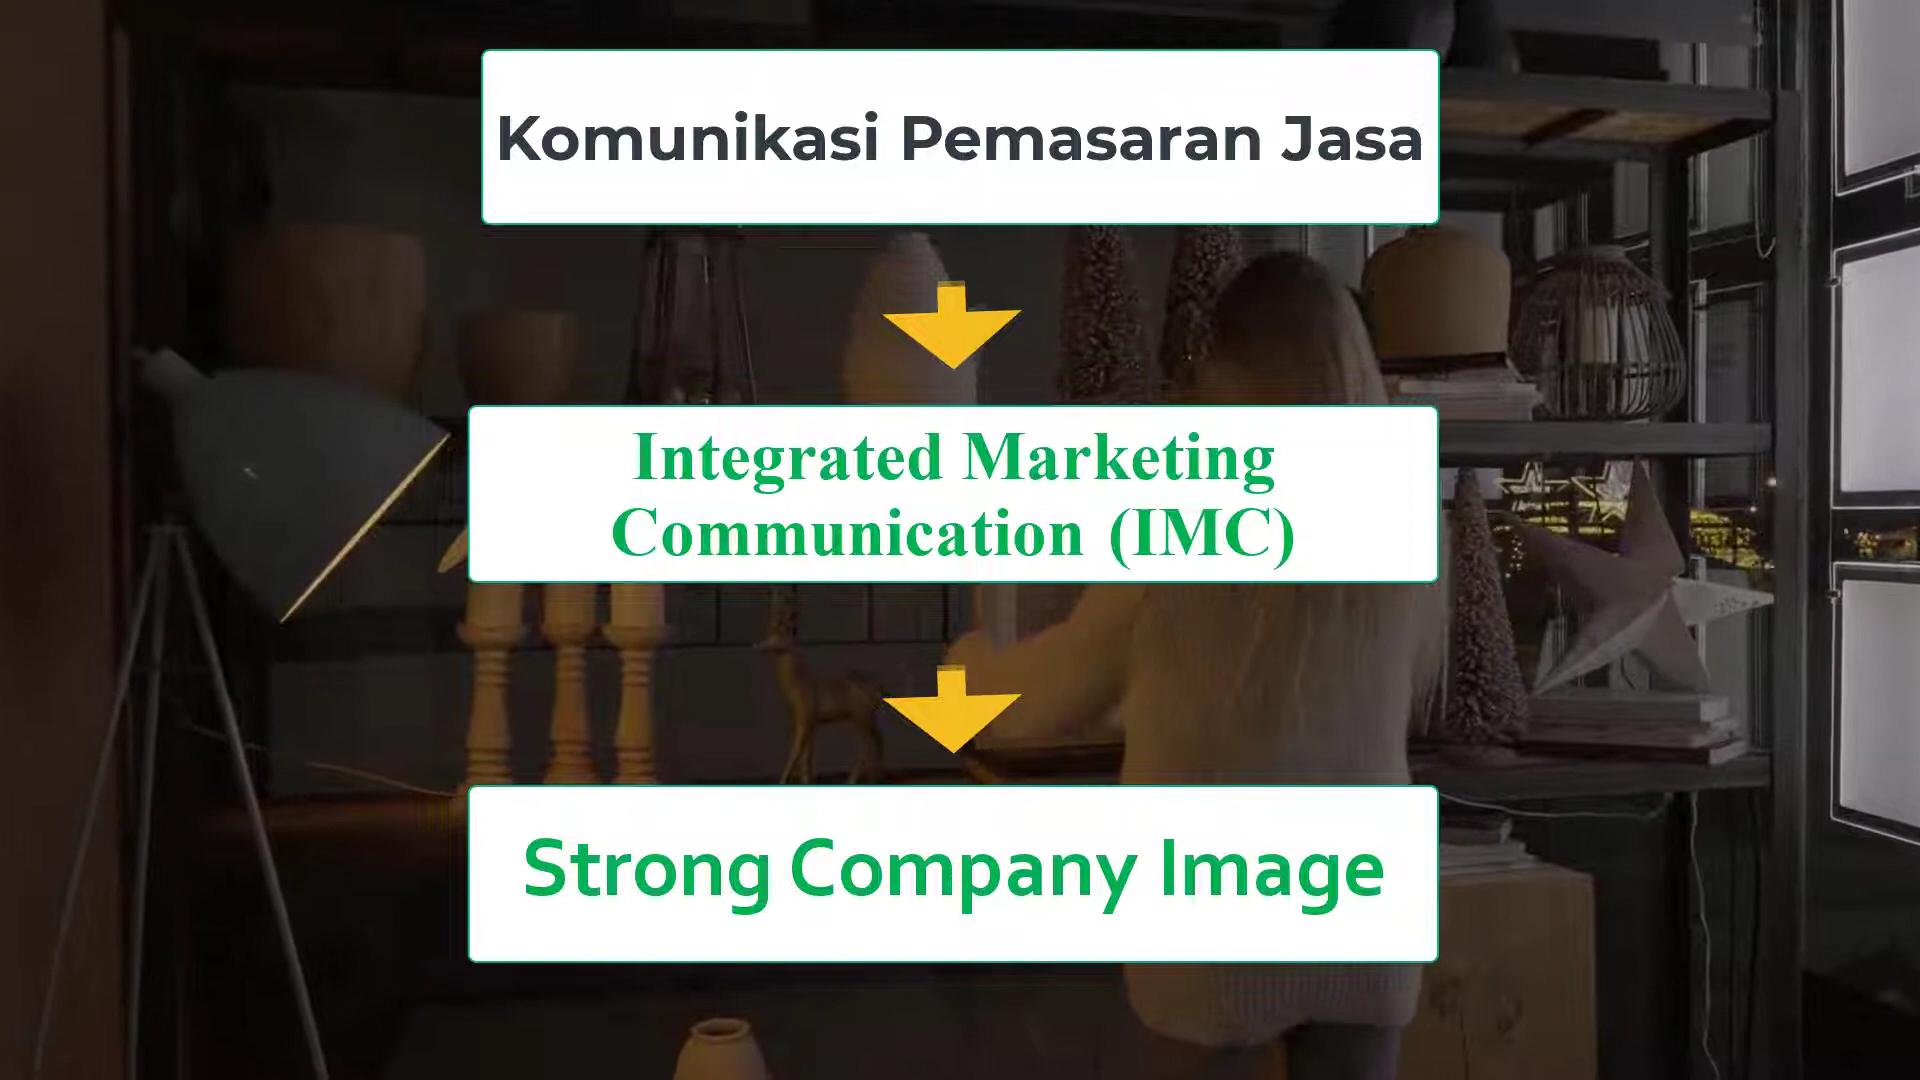 Komunikasi Pemasaran Jasa
Integrated Marketing
Communication (IMC)
Strong Company Image